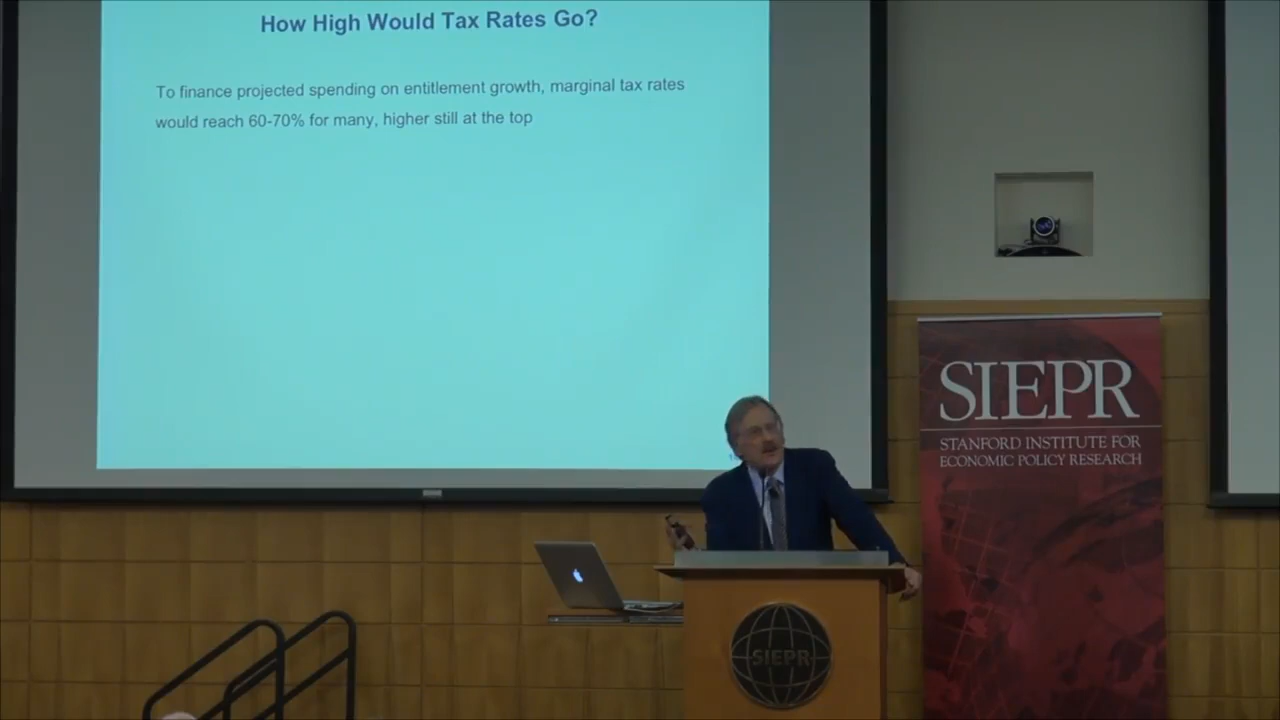 How High Would Tax Rates Go?
To finance projected spending on entitlement growth, marginal tax rates
would reach 60-70% for many, higher still at the top
SIEPR
STANFORD INSTITUTE FOR
ECONOMIC POLICY RESEARCH
SIEPR